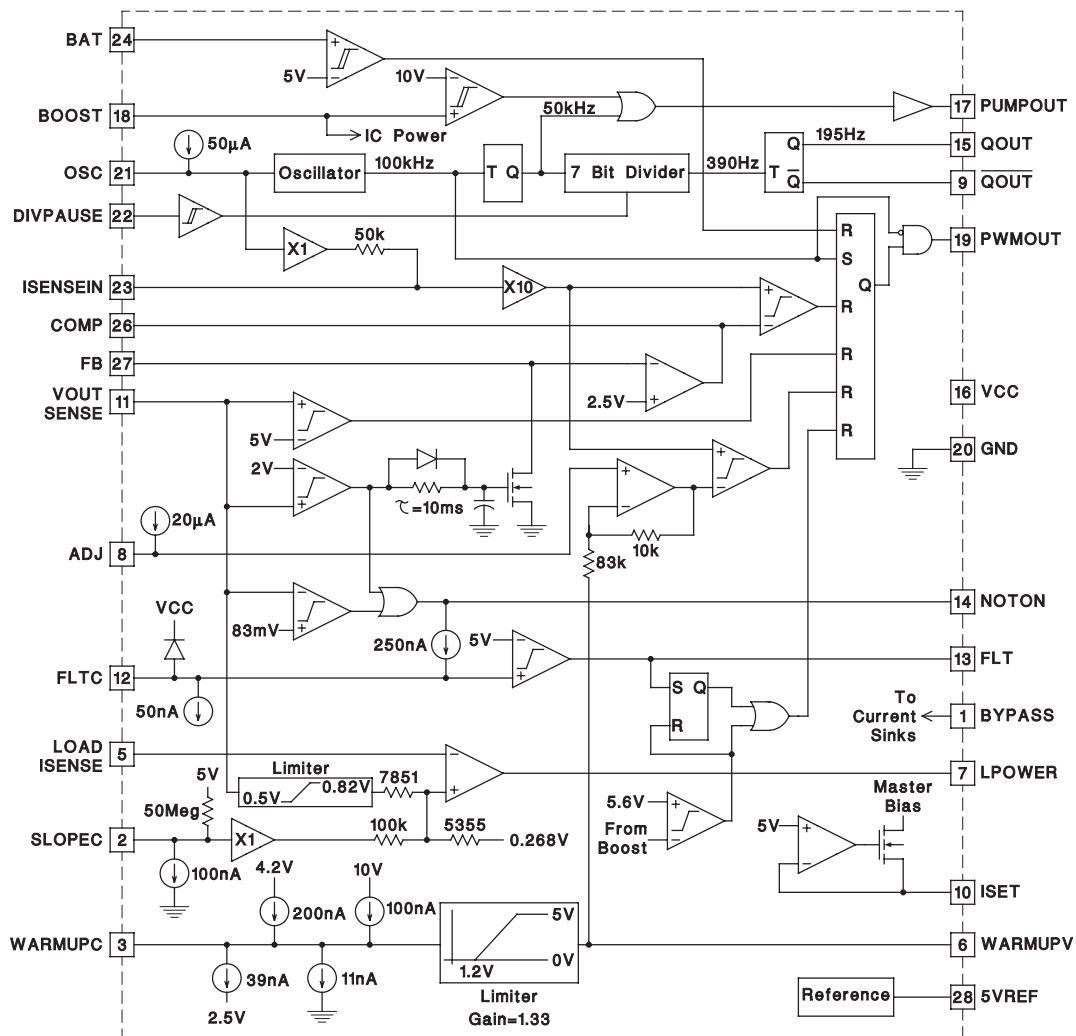 BAT 24
5V
+
−
10V
−
+
BOOST 18
IC Power
50kHz
17 PUMPOUT
50μA
195Hz
Q
15 QOUT
OSC 21
Oscillator
100kHz
T Q
7 Bit Divider
390Hz
T
Q
9 QOUT
DIVPAUSE 22
X1
50k
R
S
Q
R
R
R
R
19 PWMOUT
ISENSEIN 23
X10
+
−
COMP 26
FB 27
−
+
2.5V
VOUT
SENSE
11
+
−
5V
16 VCC
20 GND
2V
−
+
τ=10ms
+
−
+
−
20μA
10k
83k
ADJ 8
VCC
−
+
83mV
250nA
14 NOTON
5V
−
+
13 FLT
FLTC 12
50nA
S Q
R
To
Current
Sinks
1 BYPASS
LOAD
ISENSE
5
−
+
7 LPOWER
Limiter
0.5V
0.82V
7851
5V
50Meg
SLOPEC 2
X1
100k
5355
0.268V
100nA
5.6V
+
−
From
Boost
Master
Bias
5V
+
−
10 ISET
4.2V
200nA
10V
100nA
WARMUPC 3
39nA
2.5V
11nA
5V
0V
1.2V
Limiter
Gain=1.33
6 WARMUPV
Reference
28 5VREF